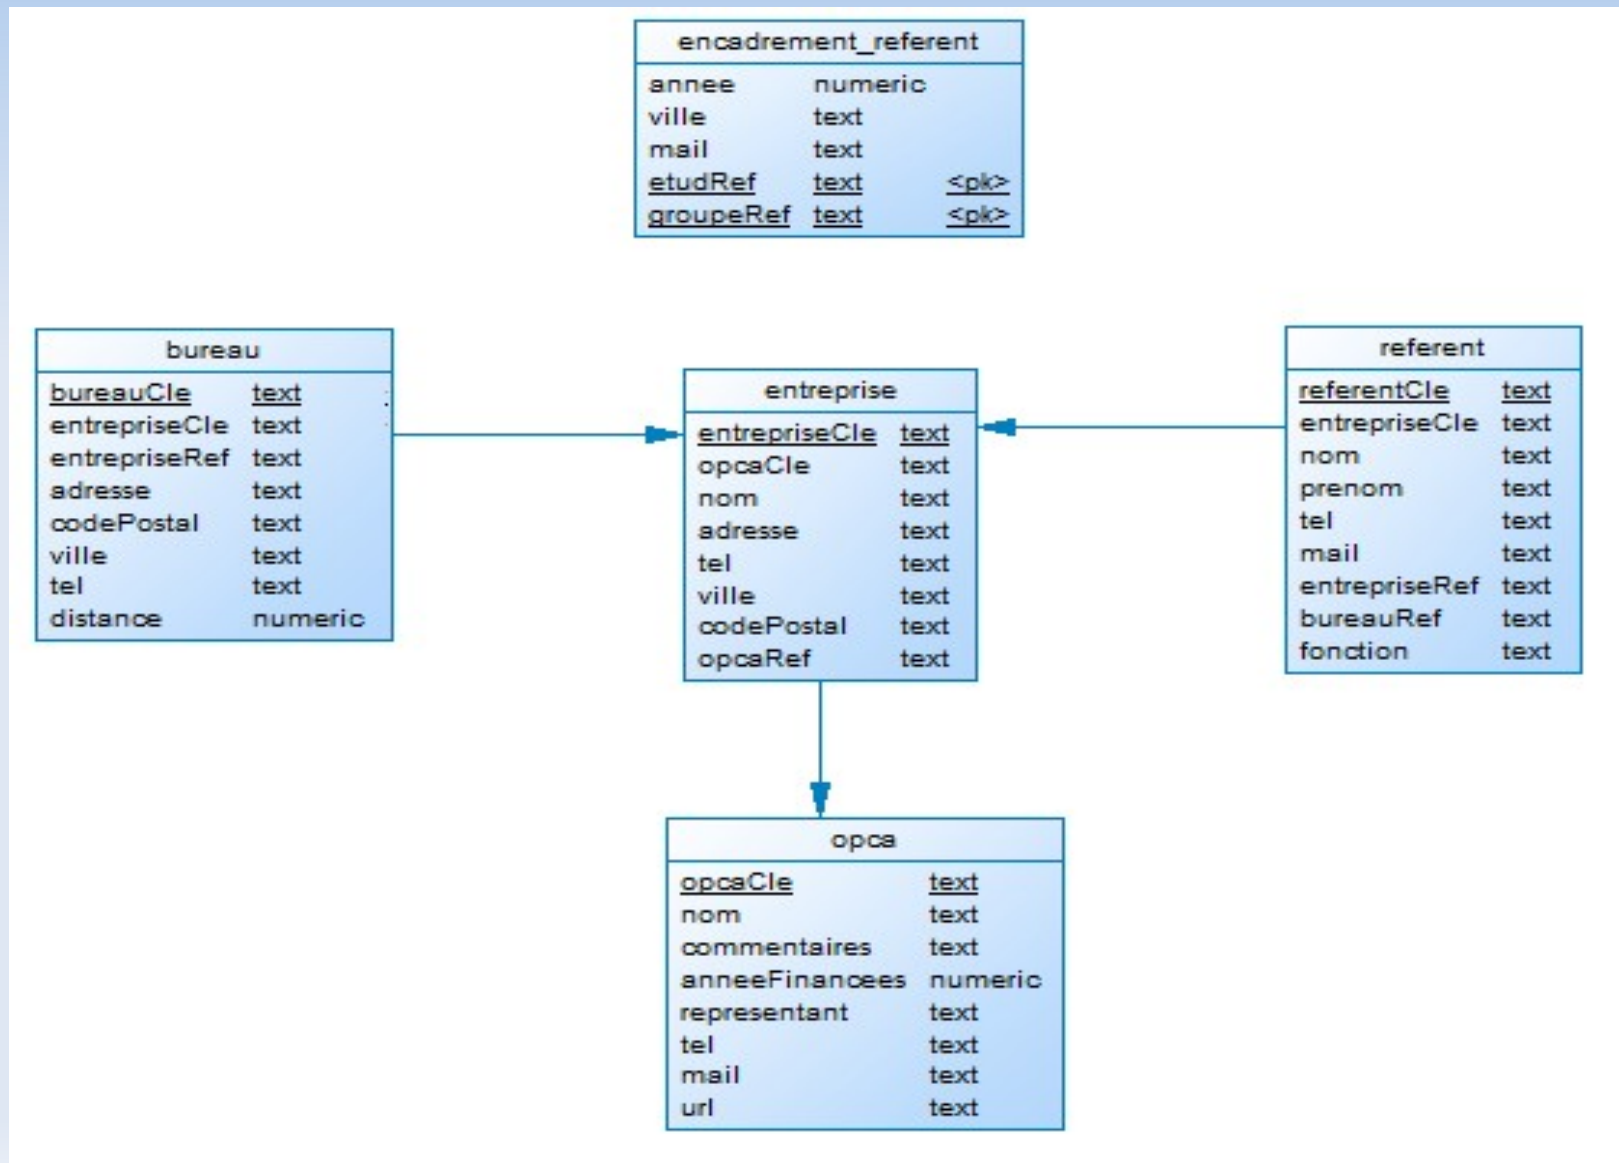 encadrement_referent
annee numeric
ville text
mail text
etudRef text <pk>
groupeRef text <pk>
bureau
bureauCle text
entrepriseCle text
entrepriseRef text
adresse text
codePostal text
ville text
tel text
distance numeric
entreprise
entrepriseCle text
opcaCle text
nom text
adresse text
tel text
ville text
codePostal text
opcaRef text
referent
referentCle text
entrepriseCle text
nom text
prenom text
tel text
mail text
entrepriseRef text
bureauRef text
fonction text
opca
opcaCle text
nom text
commentaires text
anneeFinancees numeric
representant text
tel text
mail text
url text